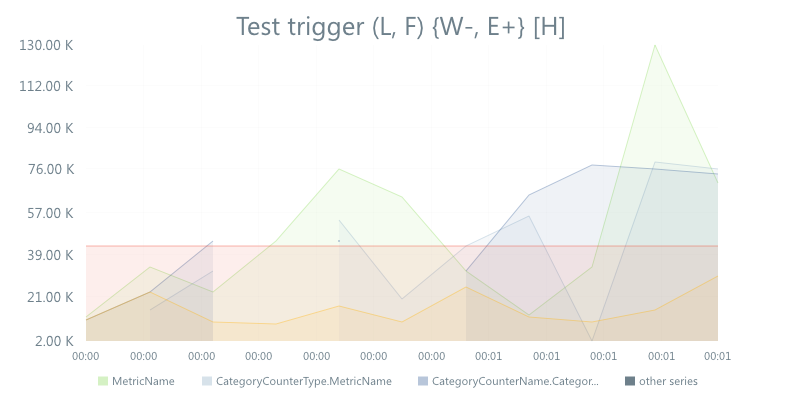 Test trigger (L, F) {W-, E+} [H]
130.00 K
112.00 K
94.00 K
76.00 K
57.00 K
39.00 K
21.00 K
2.00 K
00:00 00:00 00:00 00:00 00:00 00:00 00:00 00:01 00:01 00:01 00:01 00:01
MetricName CategoryCounterType.MetricName CategoryCounterName.Categor... other series